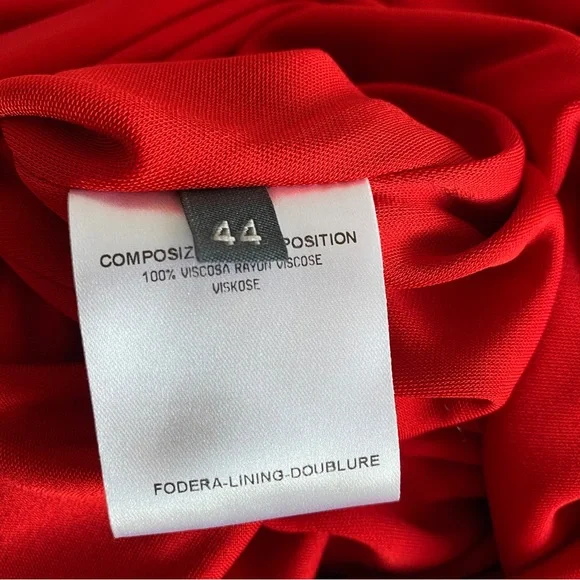 44
COMPOSIZ POSITION
100% VISCOSA RAYON VISCOSE
VISKOSE
FODERA-LINING-DOUBLURE